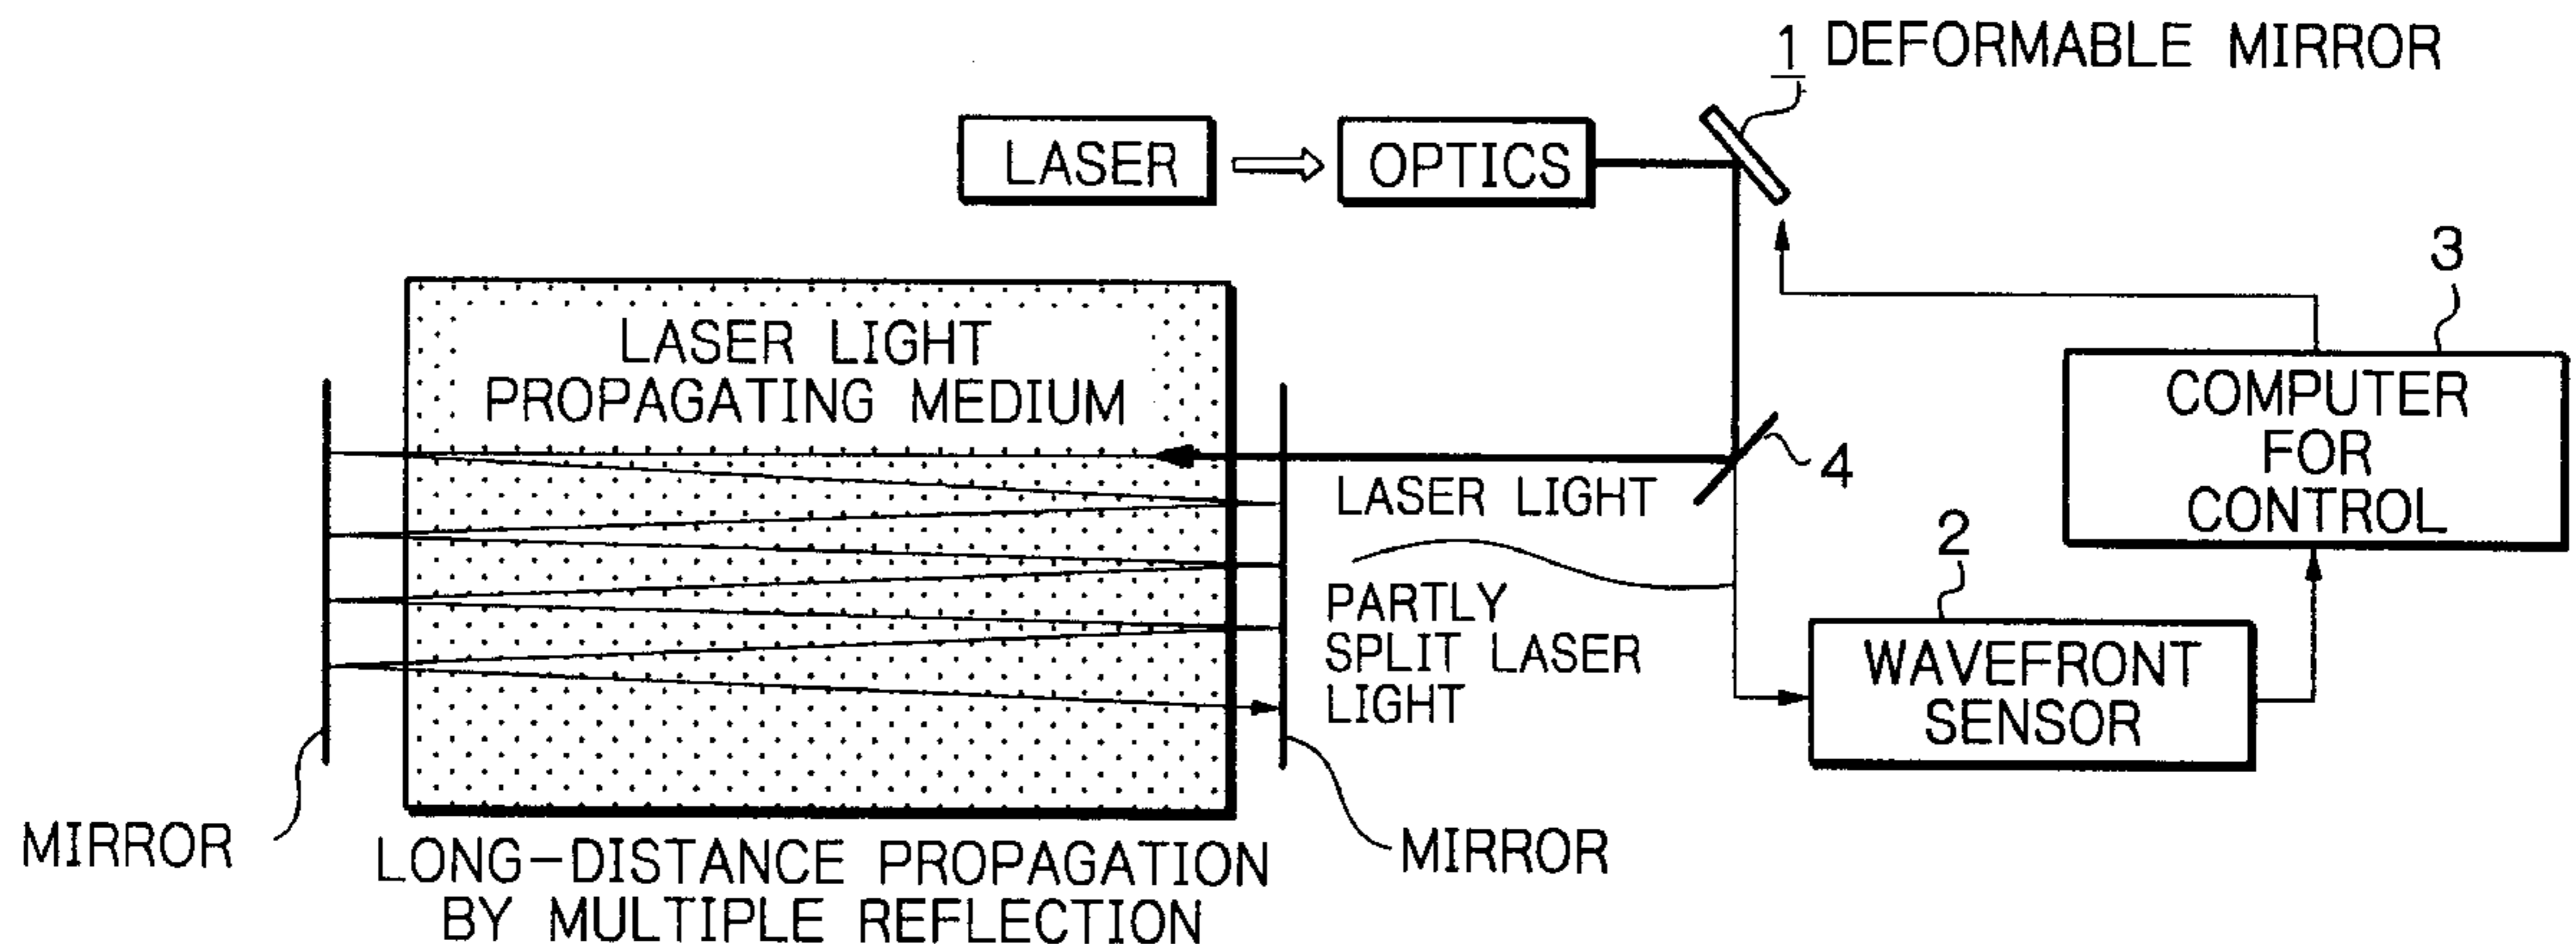 1 DEFORMABLE MIRROR
LASER
OPTICS
3
COMPUTER
FOR
CONTROL
LASER LIGHT
PROPAGATING MEDIUM
4
LASER LIGHT
2
PARTLY
SPLIT LASER
LIGHT
WAVEFRONT
SENSOR
MIRROR
MIRROR
LONG-DISTANCE PROPAGATION
BY MULTIPLE REFLECTION